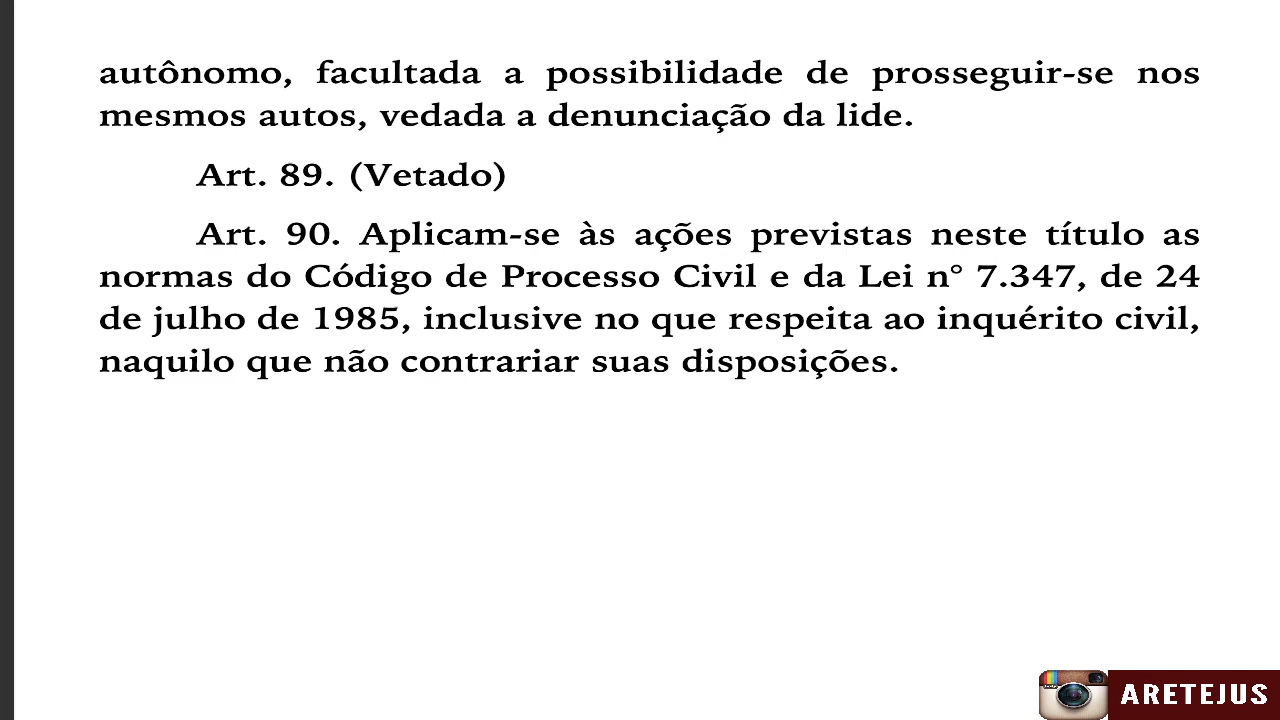 autônomo, facultada a possibilidade de prosseguir-se nos
mesmos autos, vedada a denunciação da lide.
Art. 89. (Vetado)
Art. 90. Aplicam-se às ações previstas neste título as
normas do Código de Processo Civil e da Lei n° 7.347, de 24
de julho de 1985, inclusive no que respeita ao inquérito civil,
naquilo que não contrariar suas disposições.
ARETEJUS